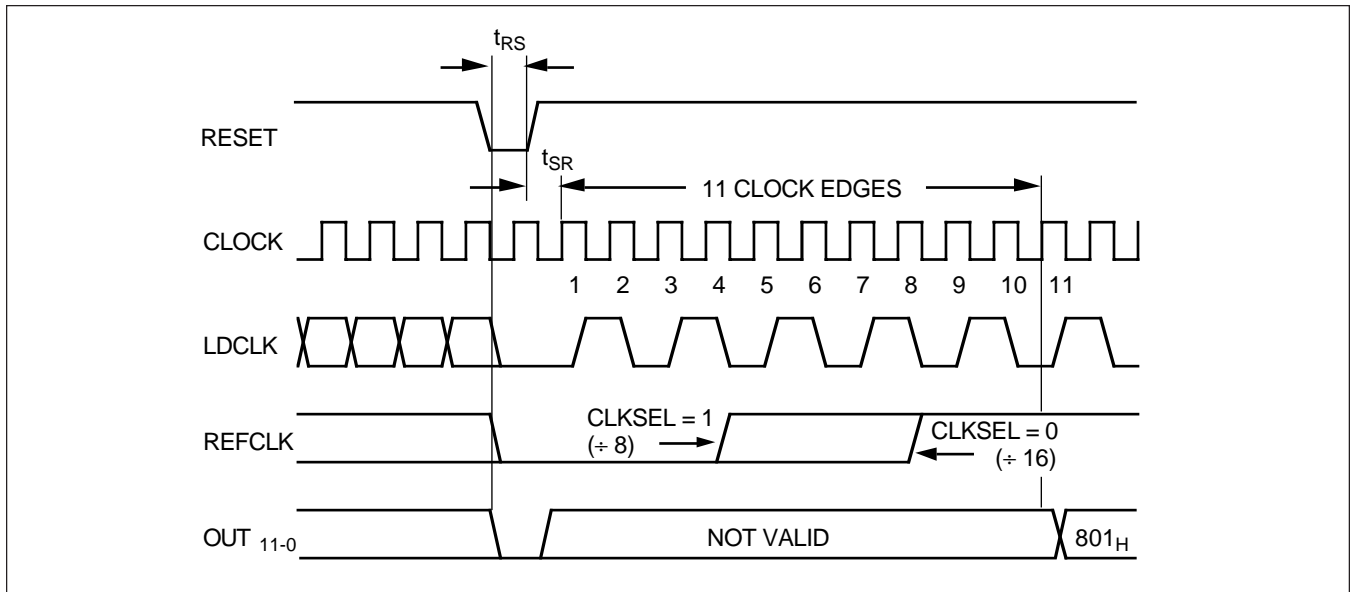 tRS
RESET
tSR
11 CLOCK EDGES
CLOCK
1 2 3 4 5 6 7 8 9 10 11
LDCLK
CLKSEL = 1
(÷ 8)
REFCLK
CLKSEL = 0
(÷ 16)
OUT 11-0
NOT VALID
801H